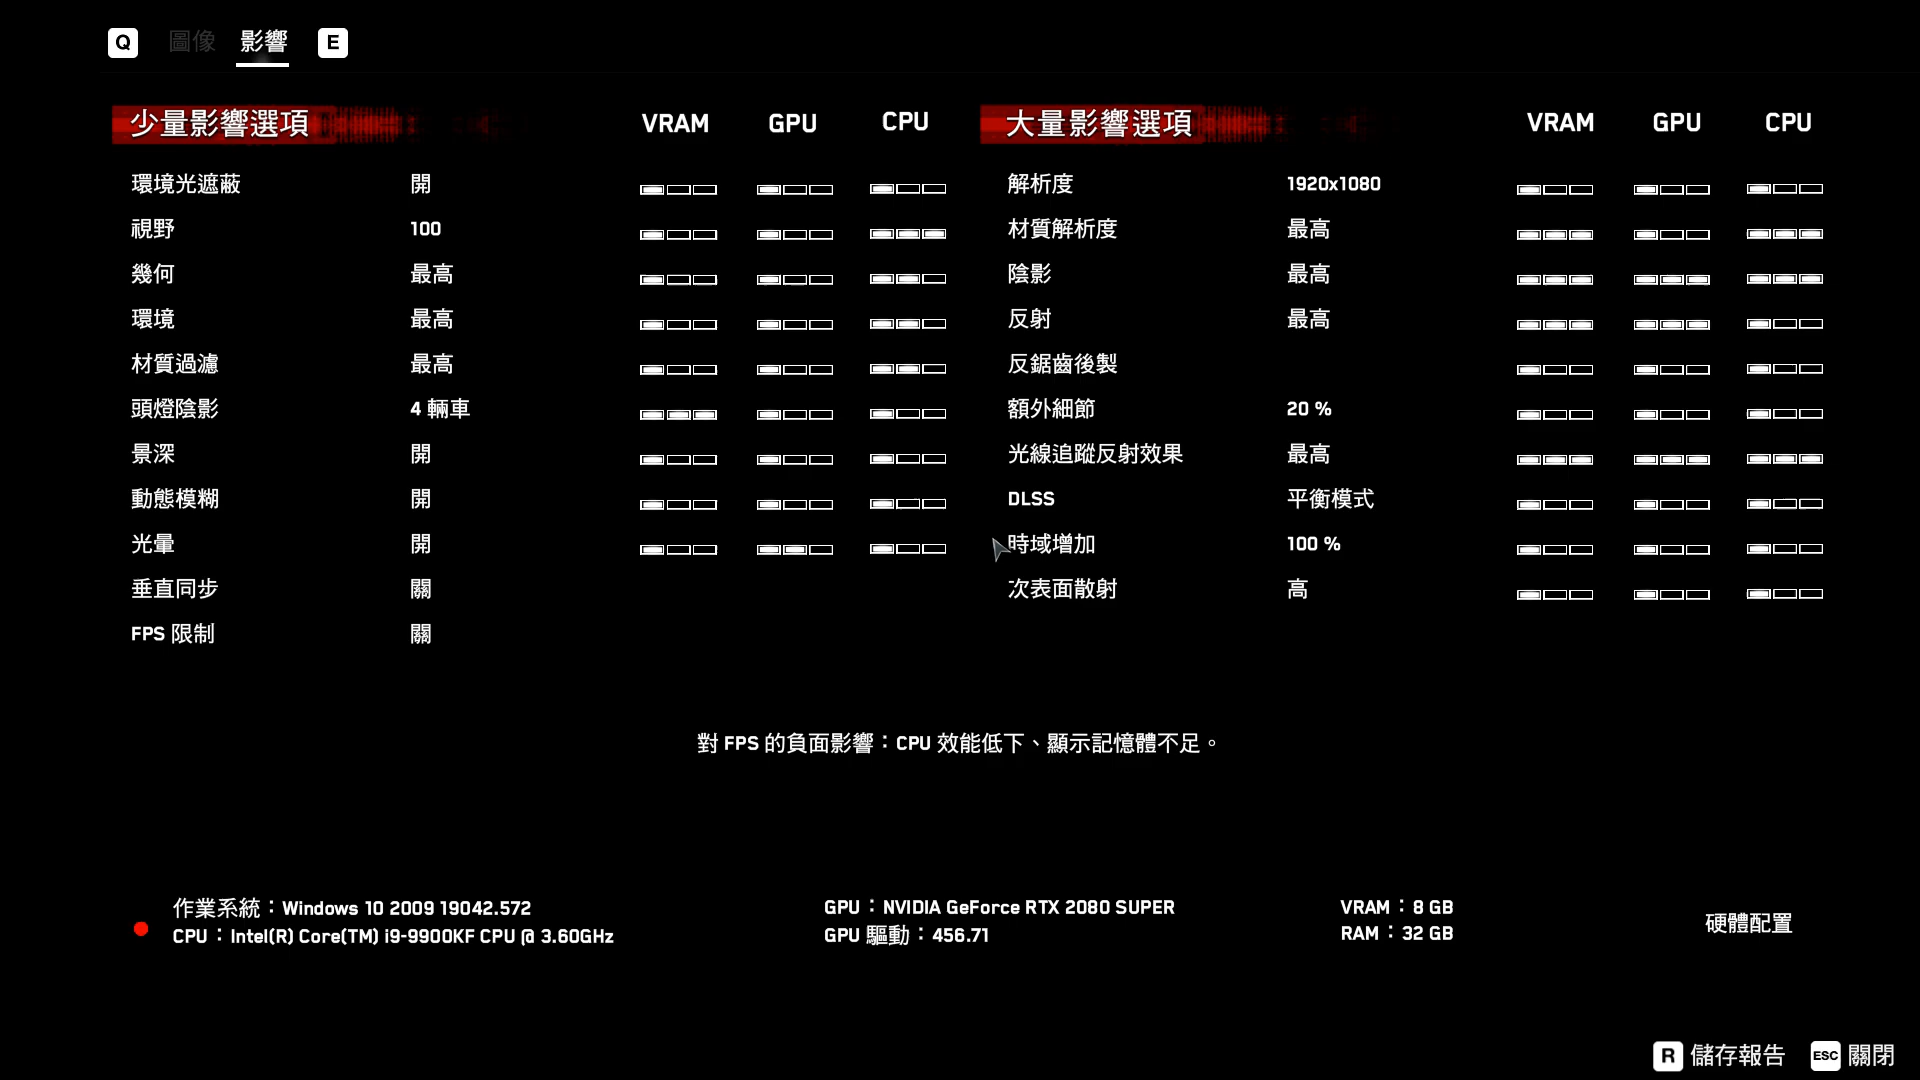 Q 圖像 影響 E
少量影響選項 VRAM GPU CPU
環境光遮蔽 開
視野 100
幾何 最高
環境 最高
材質過濾 最高
頭燈陰影 4 輛車
景深 開
動態模糊 開
光暈 開
垂直同步 關
FPS 限制 關
大量影響選項 VRAM GPU CPU
解析度 1920x1080
材質解析度 最高
陰影 最高
反射 最高
反鋸齒後製
額外細節 20 %
光線追蹤反射效果 最高
DLSS 平衡模式
時域增加 100 %
次表面散射 高
對 FPS 的負面影響：CPU 效能低下、顯示記憶體不足。
作業系統：Windows 10 2009 19042.572
CPU：Intel(R) Core(TM) i9-9900KF CPU @ 3.60GHz
GPU：NVIDIA GeForce RTX 2080 SUPER
GPU 驅動：456.71
VRAM：8 GB
RAM：32 GB
硬體配置
R 儲存報告 ESC 關閉